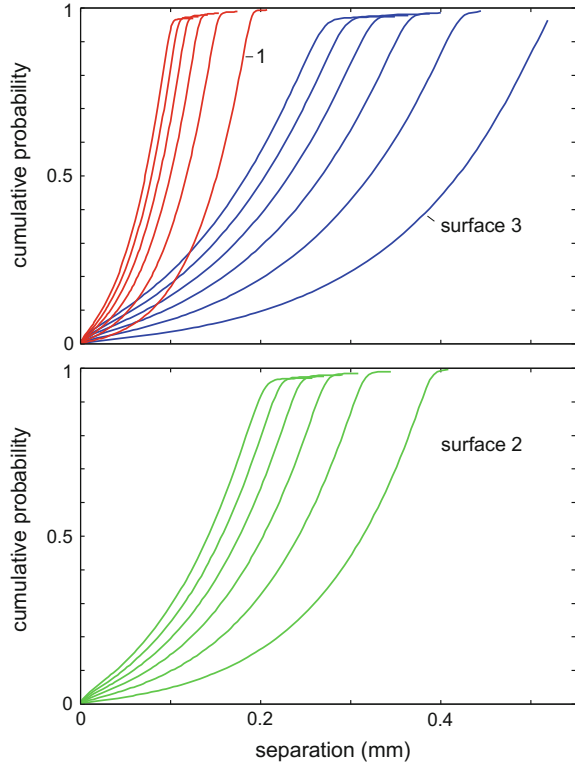 1
cumulative probability
0.5
0
1
surface 3
1
cumulative probability
0.5
0
surface 2
0 0.2 0.4
separation (mm)